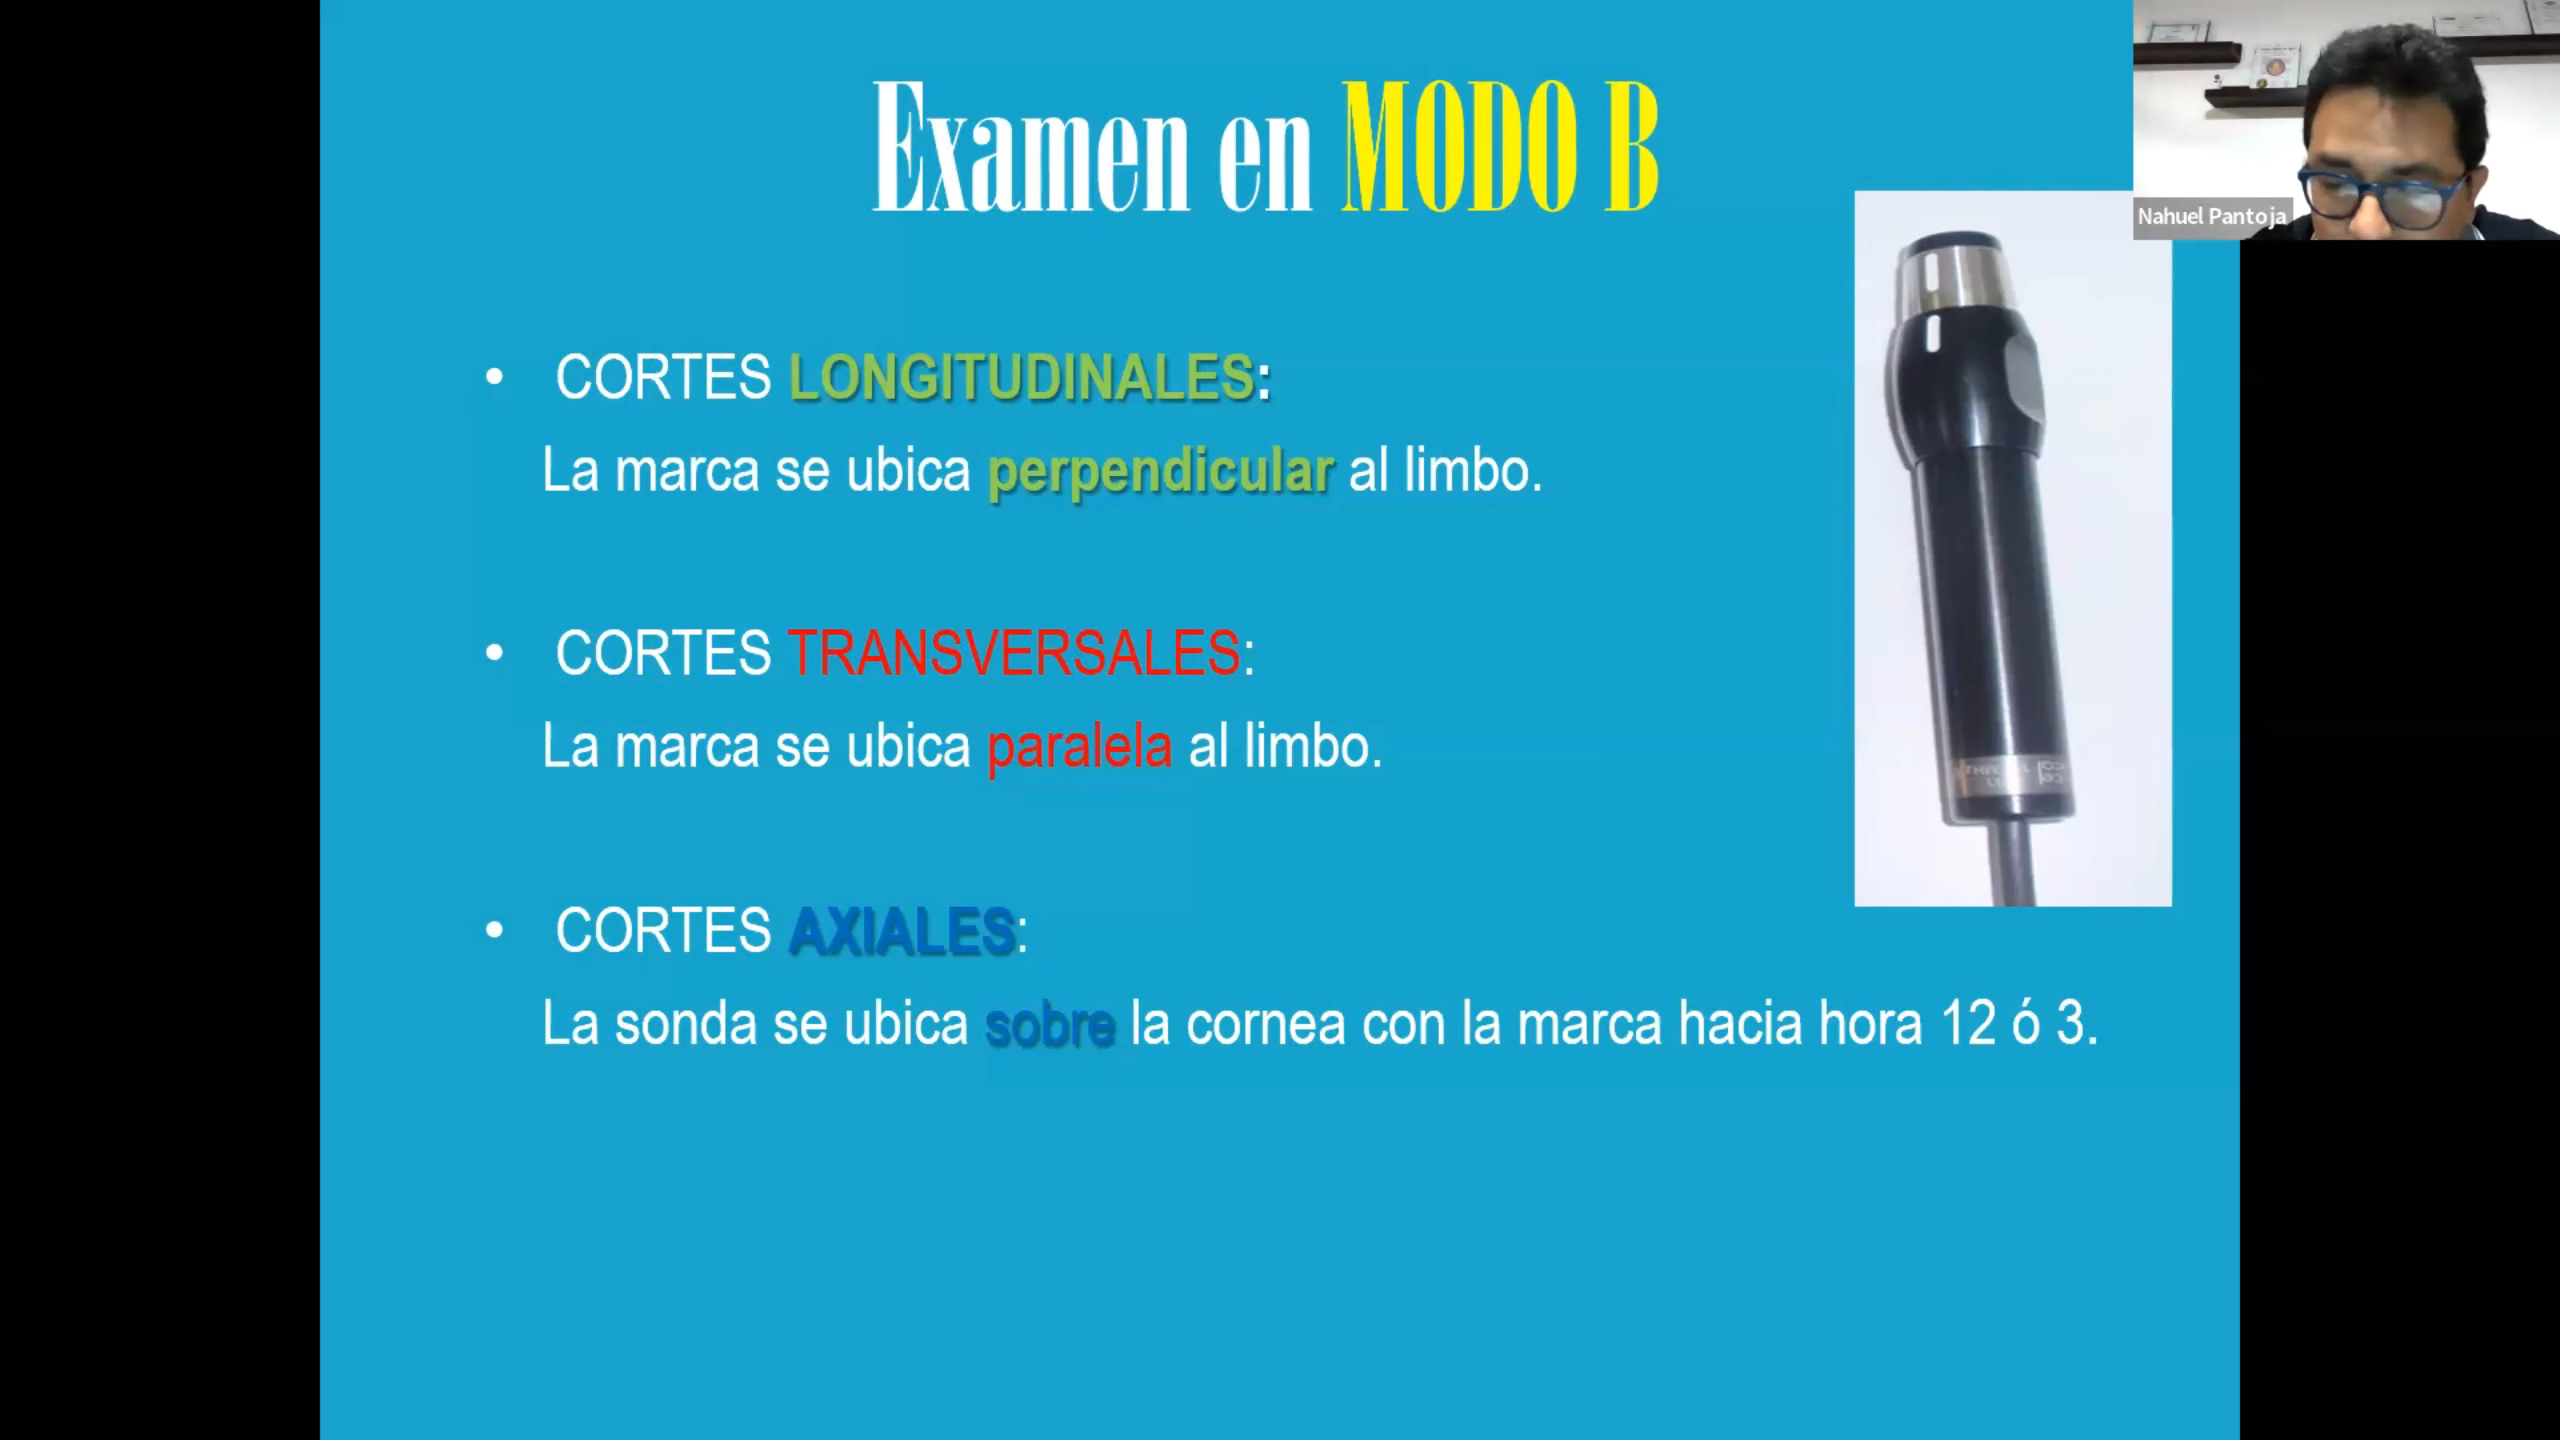 Examen en MODO B
Nahuel Pantoja
• CORTES LONGITUDINALES:
La marca se ubica perpendicular al limbo.
• CORTES TRANSVERSALES:
La marca se ubica paralela al limbo.
• CORTES AXIALES:
La sonda se ubica sobre la cornea con la marca hacia hora 12 ó 3.